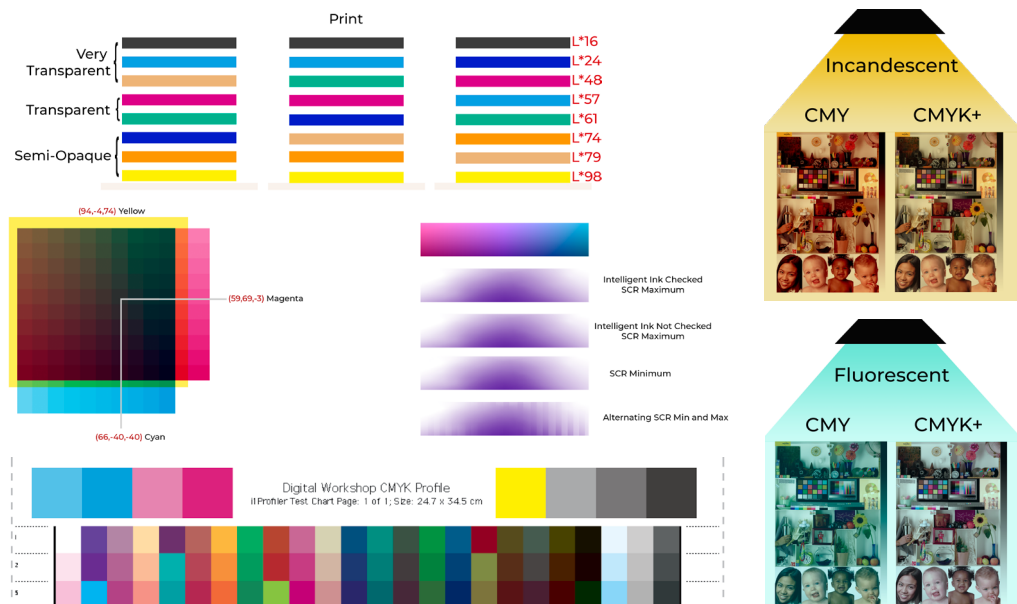 Print
Very
Transparent
Transparent
Semi-Opaque
L*16
L*24
L*48
L*57
L*61
L*74
L*79
L*98
(94,-4,74) Yellow
(59,69,-3) Magenta
(66,-40,-40) Cyan
Intelligent Ink Checked
SCR Maximum
Intelligent Ink Not Checked
SCR Maximum
SCR Minimum
Alternating SCR Min and Max
Digital Workshop CMYK Profile
i1Profiler Test Chart Page: 1 of 1; Size: 24.7 x 34.5 cm
1
2
Incandescent
CMY
CMYK+
Fluorescent
CMY
CMYK+